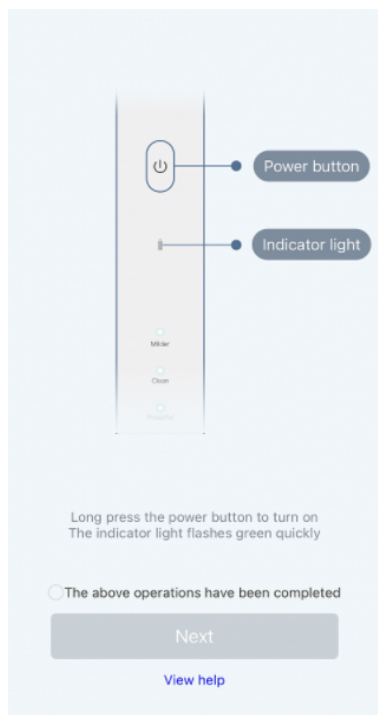 Power button
Indicator light
Milder
Clean
Long press the power button to turn on
The indicator light flashes green quickly
The above operations have been completed
Next
View help